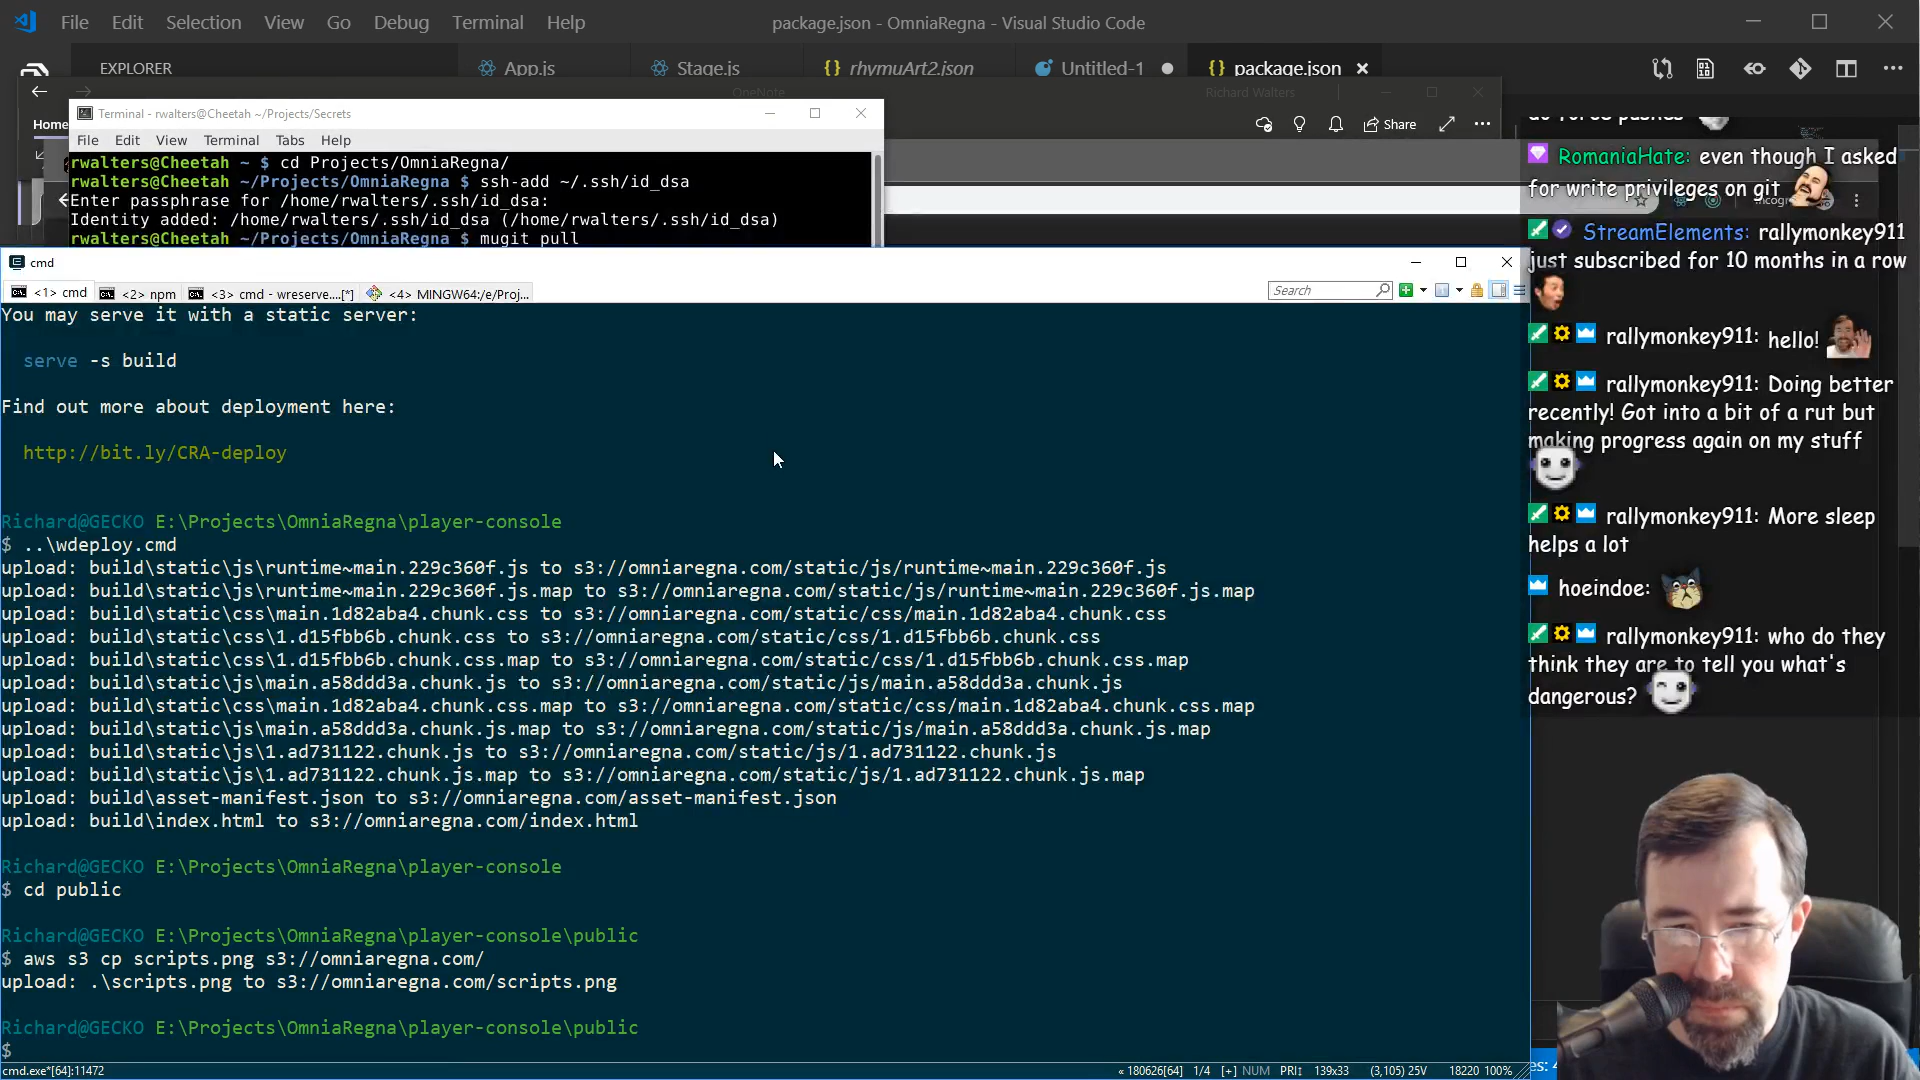 File Edit Selection View Go Debug Terminal Help
package.json - OmniaRegna - Visual Studio Code
EXPLORER
App.js
Stage.js
{} rhymuArt2.json
Untitled-1
{} package.json
OneNote
Richard Walters
Home
Share
Terminal - rwalters@Cheetah ~/Projects/Secrets
File Edit View Terminal Tabs Help
rwalters@Cheetah ~ $ cd Projects/OmniaRegna/
rwalters@Cheetah ~/Projects/OmniaRegna $ ssh-add ~/.ssh/id_dsa
Enter passphrase for /home/rwalters/.ssh/id_dsa:
Identity added: /home/rwalters/.ssh/id_dsa (/home/rwalters/.ssh/id_dsa)
rwalters@Cheetah ~/Projects/OmniaRegna $ mugit pull
cmd
<1> cmd
<2> npm
<3> cmd - wreserve....[*]
<4> MINGW64:/e/Proj...
Search
You may serve it with a static server:
serve -s build
Find out more about deployment here:
http://bit.ly/CRA-deploy
Richard@GECKO E:\Projects\OmniaRegna\player-console
$ ..\wdeploy.cmd
upload: build\static\js\runtime~main.229c360f.js to s3://omniaregna.com/static/js/runtime~main.229c360f.js
upload: build\static\js\runtime~main.229c360f.js.map to s3://omniaregna.com/static/js/runtime~main.229c360f.js.map
upload: build\static\css\main.1d82aba4.chunk.css to s3://omniaregna.com/static/css/main.1d82aba4.chunk.css
upload: build\static\css\1.d15fbb6b.chunk.css to s3://omniaregna.com/static/css/1.d15fbb6b.chunk.css
upload: build\static\css\1.d15fbb6b.chunk.css.map to s3://omniaregna.com/static/css/1.d15fbb6b.chunk.css.map
upload: build\static\js\main.a58ddd3a.chunk.js to s3://omniaregna.com/static/js/main.a58ddd3a.chunk.js
upload: build\static\css\main.1d82aba4.chunk.css.map to s3://omniaregna.com/static/css/main.1d82aba4.chunk.css.map
upload: build\static\js\main.a58ddd3a.chunk.js.map to s3://omniaregna.com/static/js/main.a58ddd3a.chunk.js.map
upload: build\static\js\1.ad731122.chunk.js to s3://omniaregna.com/static/js/1.ad731122.chunk.js
upload: build\static\js\1.ad731122.chunk.js.map to s3://omniaregna.com/static/js/1.ad731122.chunk.js.map
upload: build\asset-manifest.json to s3://omniaregna.com/asset-manifest.json
upload: build\index.html to s3://omniaregna.com/index.html
Richard@GECKO E:\Projects\OmniaRegna\player-console
$ cd public
Richard@GECKO E:\Projects\OmniaRegna\player-console\public
$ aws s3 cp scripts.png s3://omniaregna.com/
upload: .\scripts.png to s3://omniaregna.com/scripts.png
Richard@GECKO E:\Projects\OmniaRegna\player-console\public
$
cmd.exe*[64]:11472
« 180626[64] 1/4 [+] NUM PRI↕ 139x33 (3,105) 25V 18220 100%
do force pushes
RomaniaHate: even though I asked
for write privileges on git
StreamElements: rallymonkey911
just subscribed for 10 months in a row
rallymonkey911: hello!
rallymonkey911: Doing better
recently! Got into a bit of a rut but
making progress again on my stuff
rallymonkey911: More sleep
helps a lot
hoeindoe:
rallymonkey911: who do they
think they are to tell you what's
dangerous?